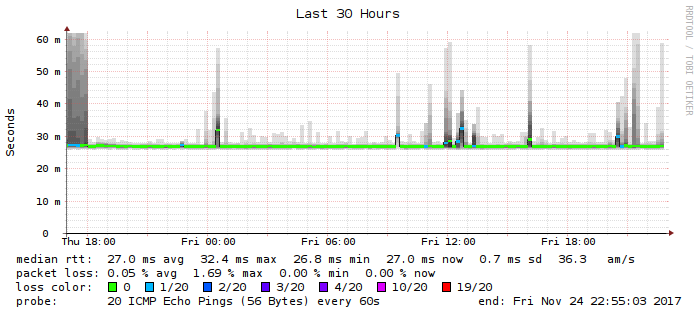 Last 30 Hours
RRDTOOL / TOBI OETIKER
Seconds
60 m
50 m
40 m
30 m
20 m
10 m
0
Thu 18:00 Fri 00:00 Fri 06:00 Fri 12:00 Fri 18:00
median rtt: 27.0 ms avg 32.4 ms max 26.8 ms min 27.0 ms now 0.7 ms sd 36.3 am/s
packet loss: 0.05 % avg 1.69 % max 0.00 % min 0.00 % now
loss color: 0 1/20 2/20 3/20 4/20 10/20 19/20
probe: 20 ICMP Echo Pings (56 Bytes) every 60s end: Fri Nov 24 22:55:03 2017